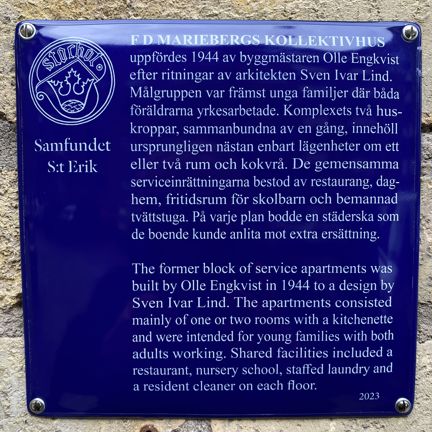 STOCHOL
Samfundet
S:t Erik
F D MARIEBERGS KOLLEKTIVHUS
uppfördes 1944 av byggmästaren Olle Engkvist
efter ritningar av arkitekten Sven Ivar Lind.
Målgruppen var främst unga familjer där båda
föräldrarna yrkesarbetade. Komplexets två hus-
kroppar, sammanbundna av en gång, innehöll
ursprungligen nästan enbart lägenheter om ett
eller två rum och kokvrå. De gemensamma
serviceinrättningarna bestod av restaurang, dag-
hem, fritidsrum för skolbarn och bemannad
tvättstuga. På varje plan bodde en städerska som
de boende kunde anlita mot extra ersättning.
The former block of service apartments was
built by Olle Engkvist in 1944 to a design by
Sven Ivar Lind. The apartments consisted
mainly of one or two rooms with a kitchenette
and were intended for young families with both
adults working. Shared facilities included a
restaurant, nursery school, staffed laundry and
a resident cleaner on each floor.
2023